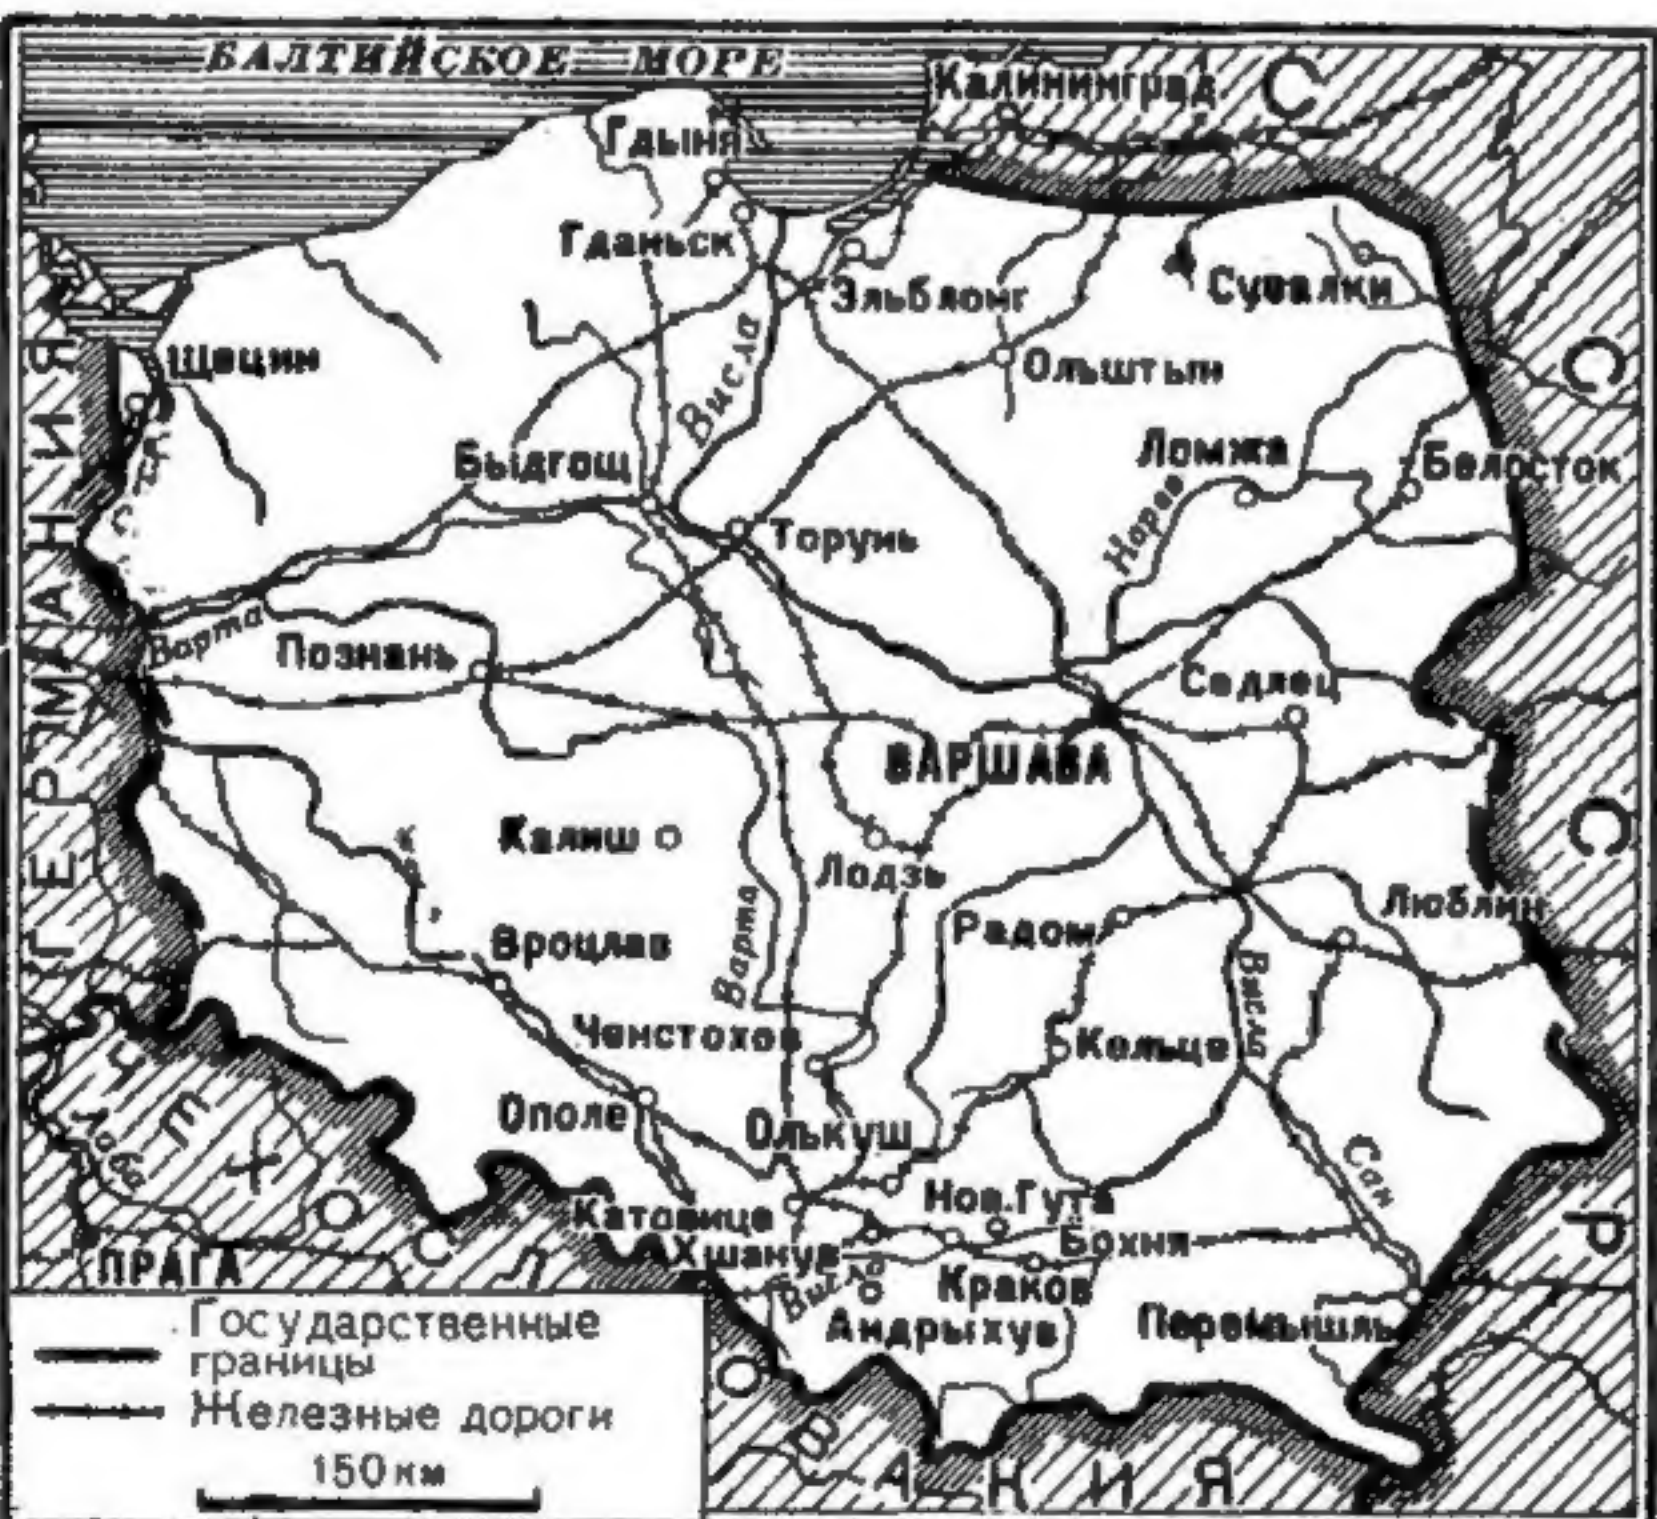 БАЛТИЙСКОЕ МОРЕ
Калининград
С
Гдыня
Гданьск
Эльблонг
Сувалки
Щецин
Висла
Ольштын
С
Быдгощ
Ломжа
Белосток
Нарев
Торунь
Варта
Познань
Седлец
ВАРШАВА
ГЕРМАНИЯ
Калиш
Лодзь
С
Варта
Радом
Люблин
Вроцлав
Висла
Ченстохов
Кельце
Ополе
Олькуш
Сан
Лаба
Нов.Гута
Катовице
Бохня
Хшанув
Р
ПРАГА
Висла
Краков
Андрыхув
Перемышль
ЧЕХОСЛОВАКИЯ
Государственные
границы
Железные дороги
150 км